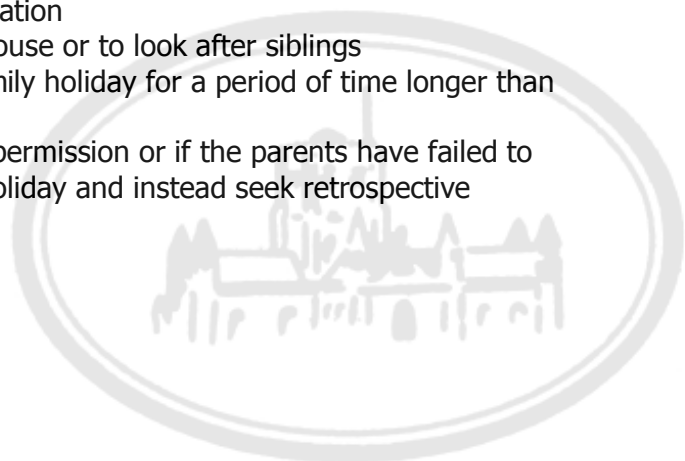 ation
ouse or to look after siblings
nily holiday for a period of time longer than
permission or if the parents have failed to
oliday and instead seek retrospective